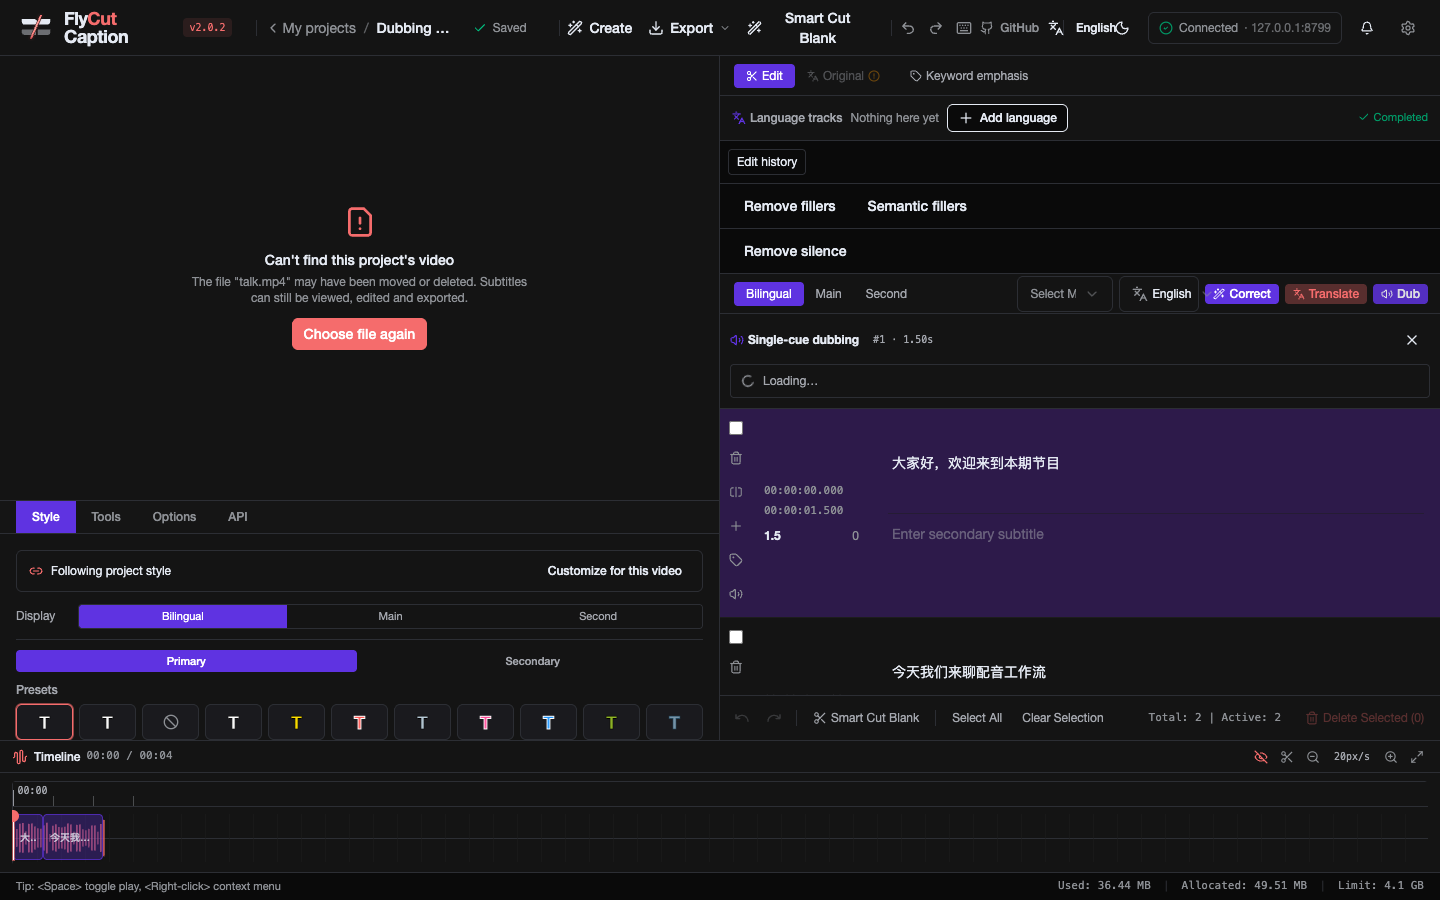 FlyCut Caption
v2.0.2
My projects / Dubbing ...
Saved
Create
Export
Smart Cut Blank
GitHub
English
Connected · 127.0.0.1:8799
Edit
Original
Keyword emphasis
Language tracks
Nothing here yet
Add language
Completed
Edit history
Remove fillers
Semantic fillers
Remove silence
Bilingual
Main
Second
Select M
English
Correct
Translate
Dub
Single-cue dubbing
#1 · 1.50s
Loading...
大家好，欢迎来到本期节目
00:00:00.000
00:00:01.500
1.5
0
Enter secondary subtitle
今天我们来聊配音工作流
Smart Cut Blank
Select All
Clear Selection
Total: 2 | Active: 2
Delete Selected (0)
Can't find this project's video
The file "talk.mp4" may have been moved or deleted. Subtitles
can still be viewed, edited and exported.
Choose file again
Style
Tools
Options
API
Following project style
Customize for this video
Display
Bilingual
Main
Second
Primary
Secondary
Presets
T
T
T
T
T
T
T
T
T
T
Timeline
00:00 / 00:04
20px/s
00:00
大..
今天我...
Tip: <Space> toggle play, <Right-click> context menu
Used: 36.44 MB | Allocated: 49.51 MB | Limit: 4.1 GB